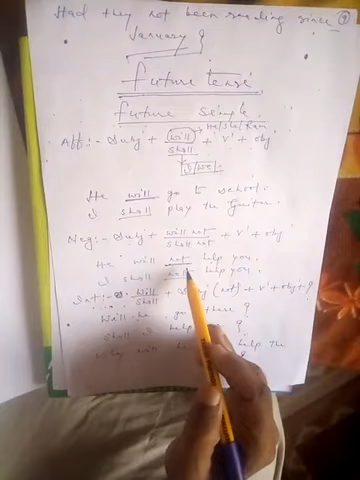 Had they not been reading since
January ?
Future Tense
Future Simple
Aff:- Subj + will/shall + V' + obj
He/She/Ram
I/We
He will go to school.
I shall play the Guitar.
Neg:- Subj + will not/shall not + V' + obj
He will not help you.
I shall not help you.
Int:- will/shall + Subj (not) + V' + obj + ?
Will he go there ?
Shall I help ?
Why will help the
?